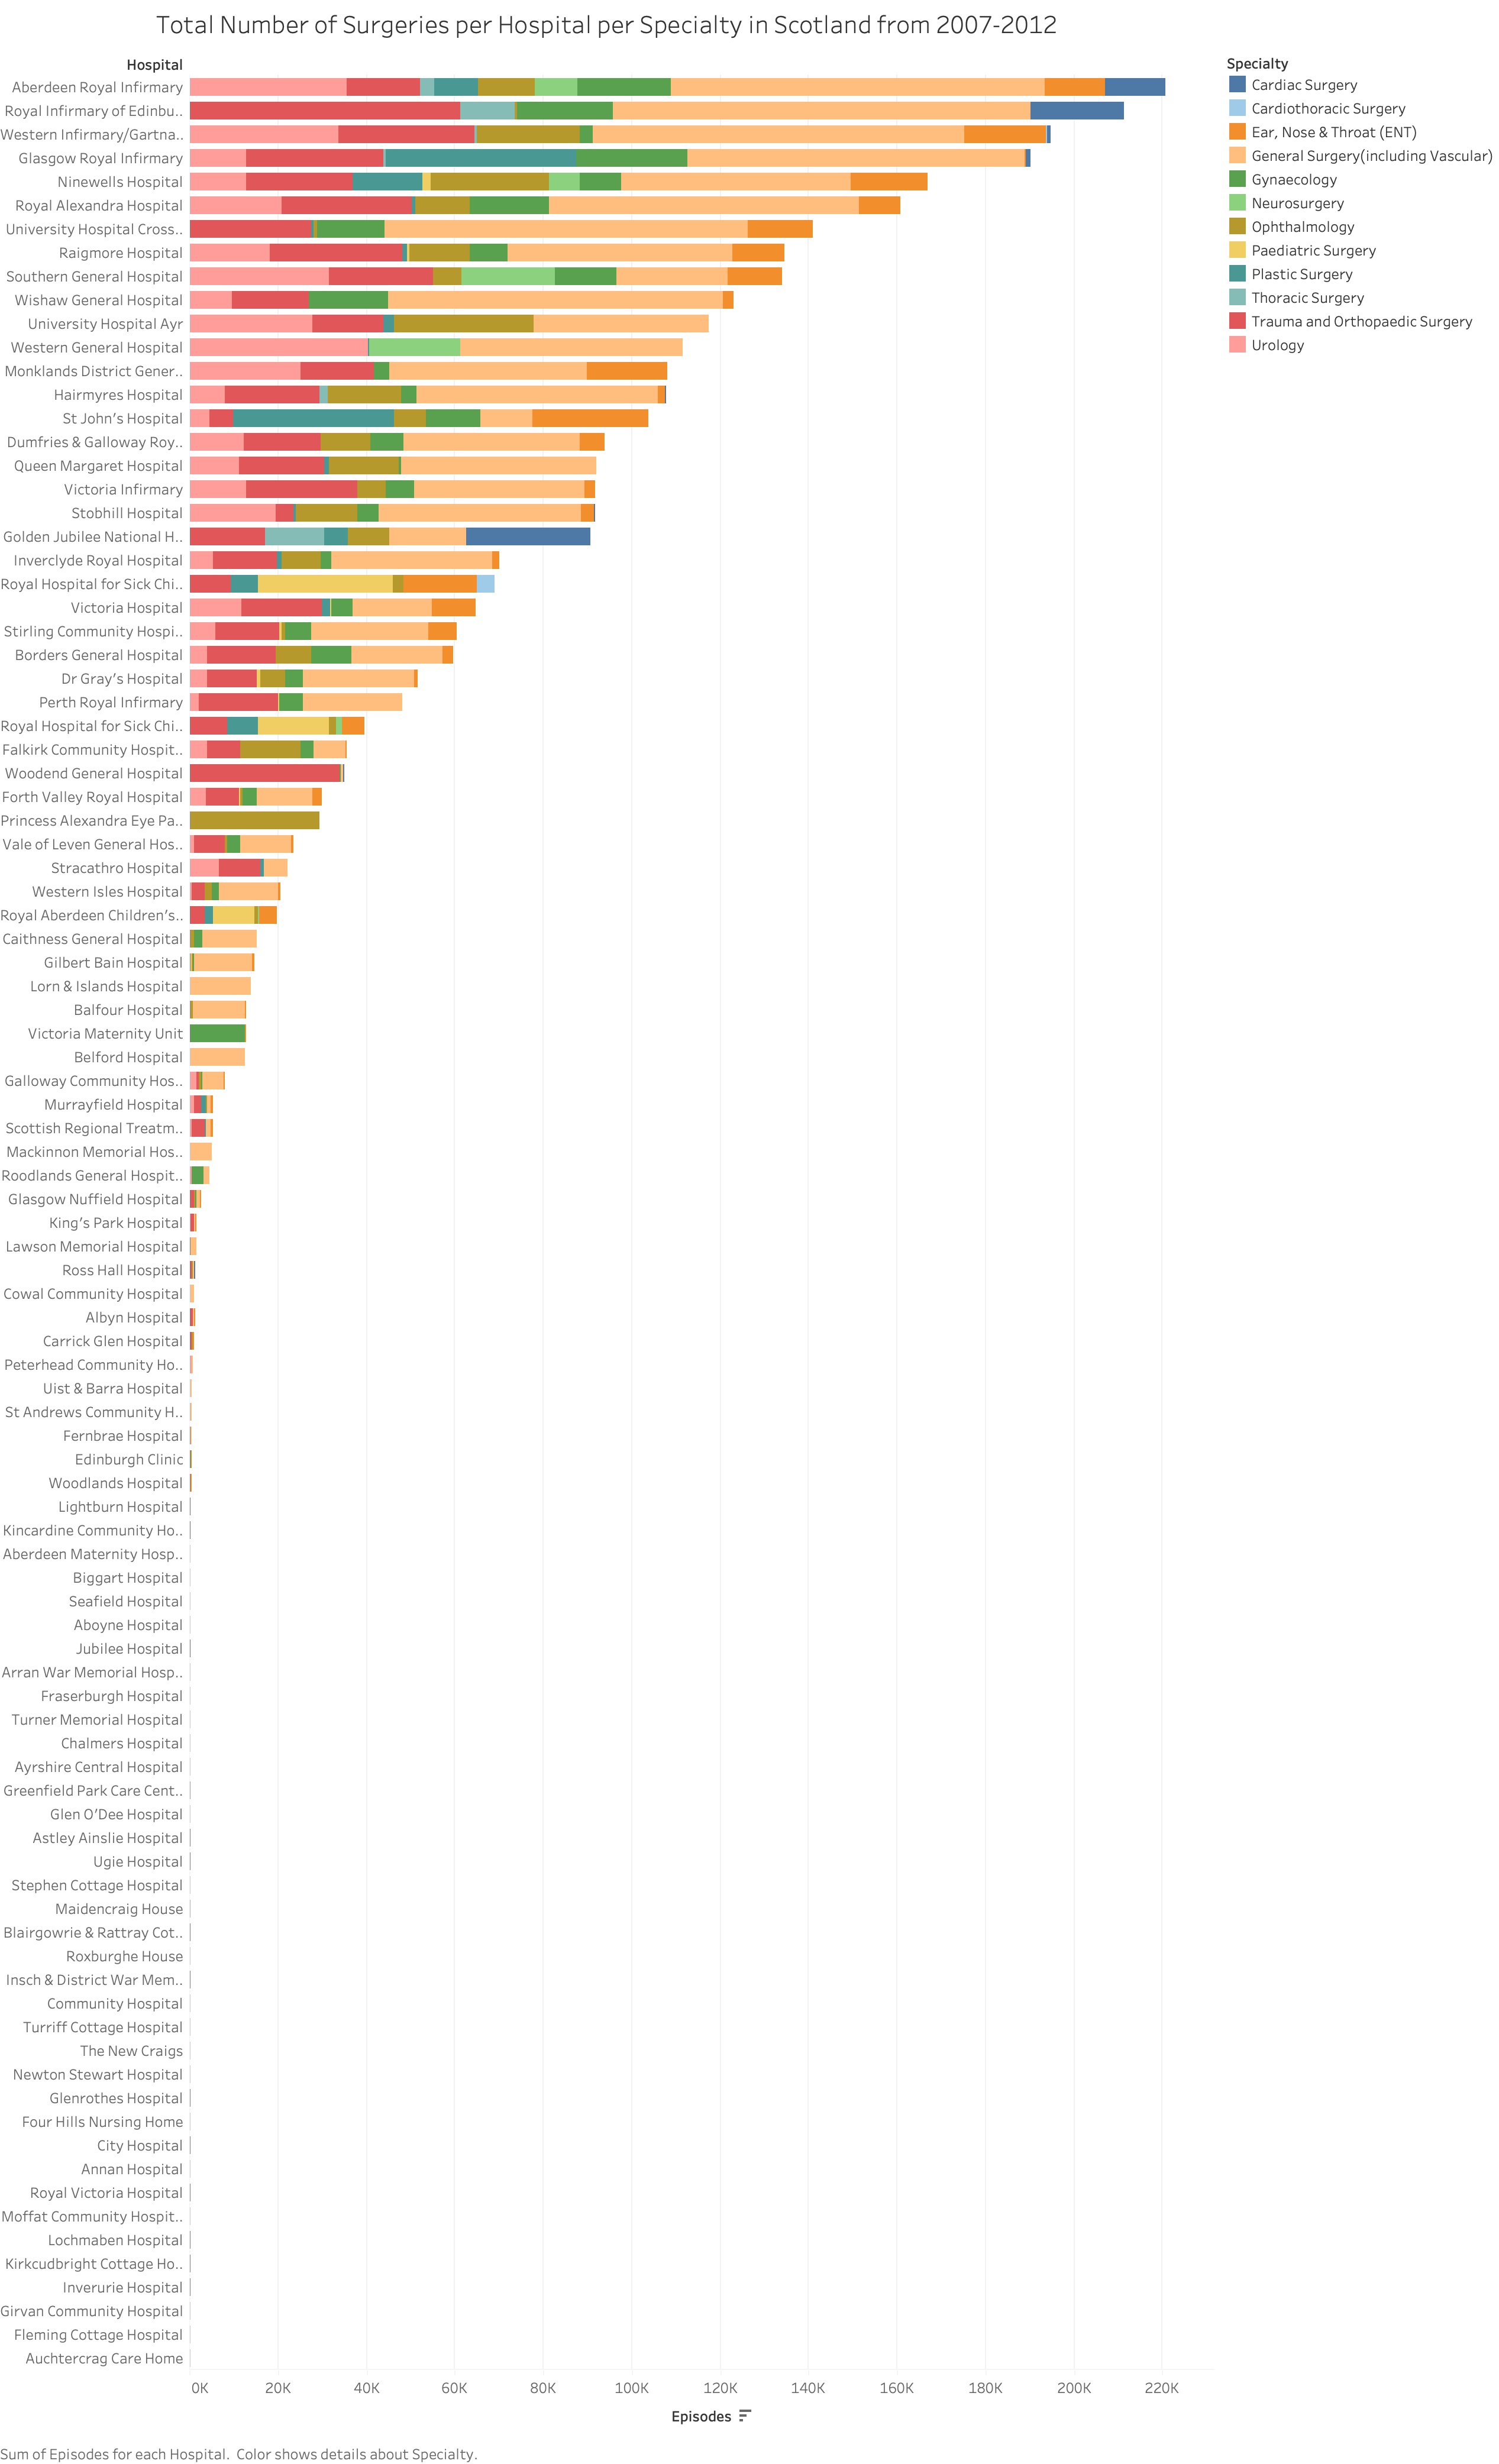 Total Number of Surgeries per Hospital per Specialty in Scotland from 2007-2012
Hospital
Aberdeen Royal Infirmary
Royal Infirmary of Edinbu..
Western Infirmary/Gartna..
Glasgow Royal Infirmary
Ninewells Hospital
Royal Alexandra Hospital
University Hospital Cross..
Raigmore Hospital
Southern General Hospital
Wishaw General Hospital
University Hospital Ayr
Western General Hospital
Monklands District Gener..
Hairmyres Hospital
St John's Hospital
Dumfries & Galloway Roy..
Queen Margaret Hospital
Victoria Infirmary
Stobhill Hospital
Golden Jubilee National H..
Inverclyde Royal Hospital
Royal Hospital for Sick Chi..
Victoria Hospital
Stirling Community Hospi..
Borders General Hospital
Dr Gray's Hospital
Perth Royal Infirmary
Royal Hospital for Sick Chi..
Falkirk Community Hospit..
Woodend General Hospital
Forth Valley Royal Hospital
Princess Alexandra Eye Pa..
Vale of Leven General Hos..
Stracathro Hospital
Western Isles Hospital
Royal Aberdeen Children's..
Caithness General Hospital
Gilbert Bain Hospital
Lorn & Islands Hospital
Balfour Hospital
Victoria Maternity Unit
Belford Hospital
Galloway Community Hos..
Murrayfield Hospital
Scottish Regional Treatm..
Mackinnon Memorial Hos..
Roodlands General Hospit..
Glasgow Nuffield Hospital
King's Park Hospital
Lawson Memorial Hospital
Ross Hall Hospital
Cowal Community Hospital
Albyn Hospital
Carrick Glen Hospital
Peterhead Community Ho..
Uist & Barra Hospital
St Andrews Community H..
Fernbrae Hospital
Edinburgh Clinic
Woodlands Hospital
Lightburn Hospital
Kincardine Community Ho..
Aberdeen Maternity Hosp..
Biggart Hospital
Seafield Hospital
Aboyne Hospital
Jubilee Hospital
Arran War Memorial Hosp..
Fraserburgh Hospital
Turner Memorial Hospital
Chalmers Hospital
Ayrshire Central Hospital
Greenfield Park Care Cent..
Glen O'Dee Hospital
Astley Ainslie Hospital
Ugie Hospital
Stephen Cottage Hospital
Maidencraig House
Blairgowrie & Rattray Cot..
Roxburghe House
Insch & District War Mem..
Community Hospital
Turriff Cottage Hospital
The New Craigs
Newton Stewart Hospital
Glenrothes Hospital
Four Hills Nursing Home
City Hospital
Annan Hospital
Royal Victoria Hospital
Moffat Community Hospit..
Lochmaben Hospital
Kirkcudbright Cottage Ho..
Inverurie Hospital
Girvan Community Hospital
Fleming Cottage Hospital
Auchtercrag Care Home
0K 20K 40K 60K 80K 100K 120K 140K 160K 180K 200K 220K
Episodes
Specialty
Cardiac Surgery
Cardiothoracic Surgery
Ear, Nose & Throat (ENT)
General Surgery(including Vascular)
Gynaecology
Neurosurgery
Ophthalmology
Paediatric Surgery
Plastic Surgery
Thoracic Surgery
Trauma and Orthopaedic Surgery
Urology
Sum of Episodes for each Hospital.  Color shows details about Specialty.